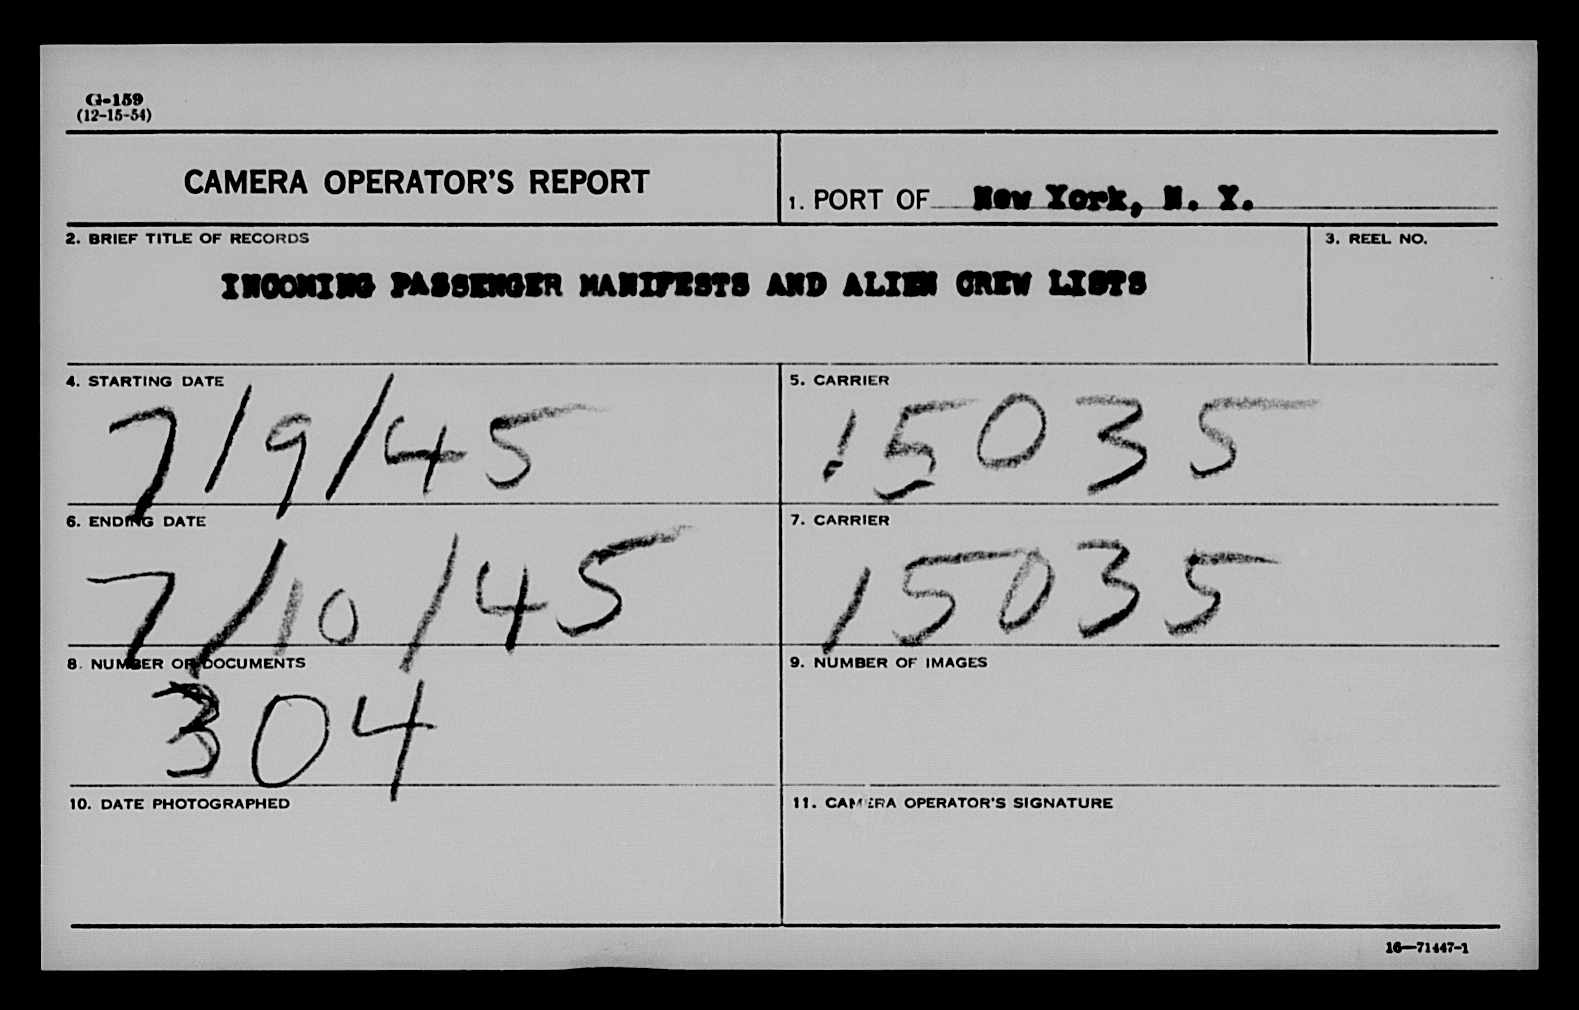 G-159
(12-15-54)
CAMERA OPERATOR'S REPORT
1. PORT OF New York, N. Y.
2. BRIEF TITLE OF RECORDS
3. REEL NO.
INCOMING PASSENGER MANIFESTS AND ALIEN CREW LISTS
4. STARTING DATE
7/9/45
5. CARRIER
15035
6. ENDING DATE
7/10/45
7. CARRIER
15035
8. NUMBER OF DOCUMENTS
304
9. NUMBER OF IMAGES
10. DATE PHOTOGRAPHED
11. CAMERA OPERATOR'S SIGNATURE
16—71447-1